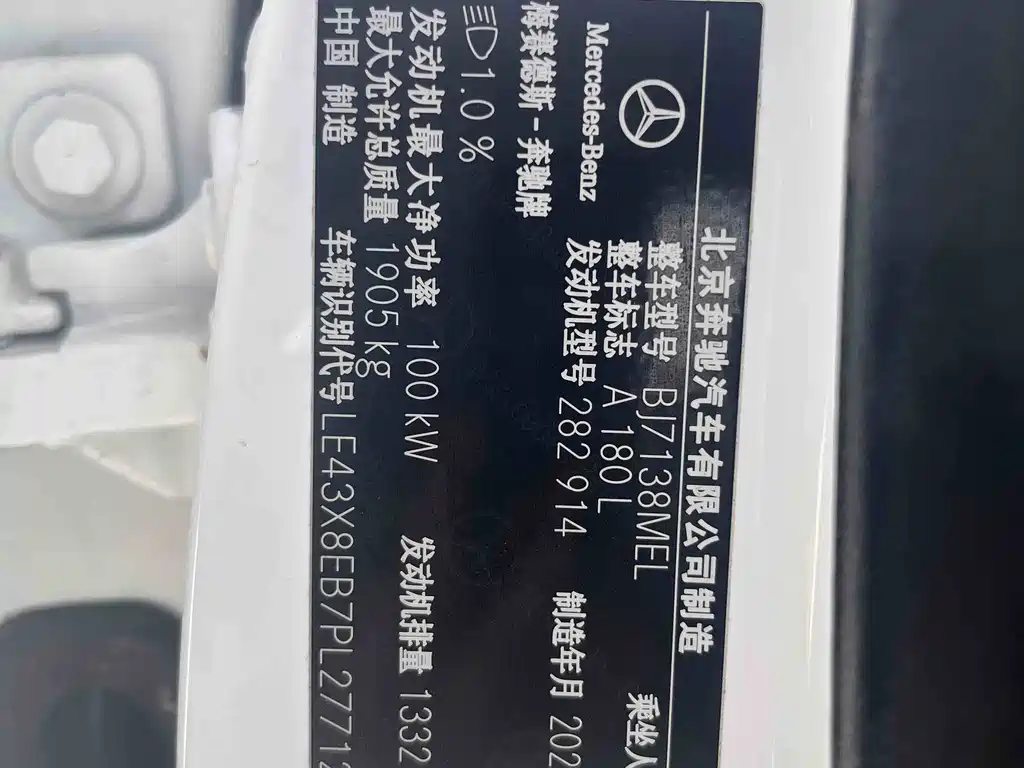 北京奔驰汽车有限公司制造
Mercedes-Benz
梅赛德斯-奔驰牌
整车型号 BJ7138MEL
乘坐人
整车标志 A 180 L
发动机型号 282 914
制造年月 202
1.0 %
发动机最大净功率 100 kW
发动机排量 1332
最大允许总质量 1905 kg
中国 制造
车辆识别代号 LE43X8EB7PL27712